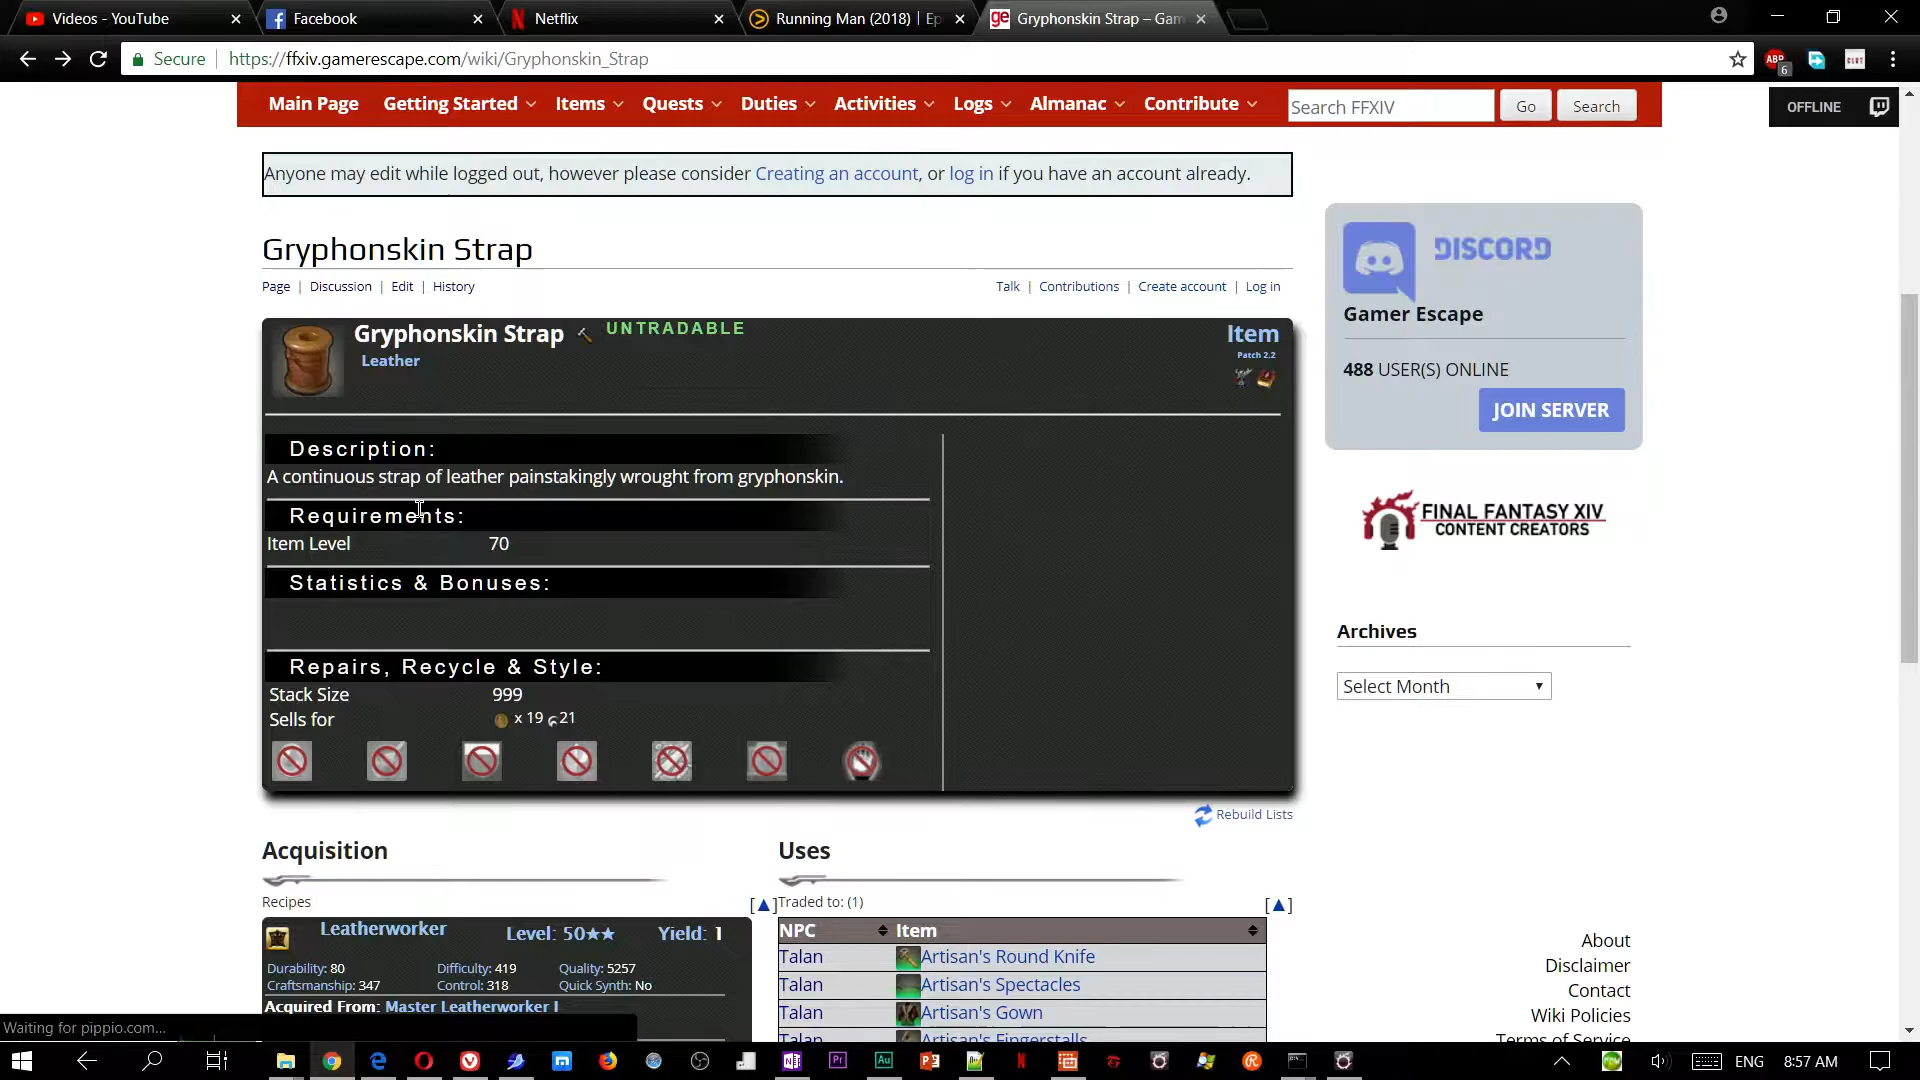 Videos - YouTube
Facebook
Netflix
Running Man (2018) | Ep
Gryphonskin Strap – Gam
Secure
https://ffxiv.gamerescape.com/wiki/Gryphonskin_Strap
ABP
6
Main Page
Getting Started
Items
Quests
Duties
Activities
Logs
Almanac
Contribute
Search FFXIV
Go
Search
OFFLINE
Anyone may edit while logged out, however please consider Creating an account, or log in if you have an account already.
Gryphonskin Strap
Page | Discussion | Edit | History
Talk | Contributions | Create account | Log in
DISCORD
Gamer Escape
488 USER(S) ONLINE
JOIN SERVER
Gryphonskin Strap
UNTRADABLE
Leather
Item
Patch 2.2
Description:
A continuous strap of leather painstakingly wrought from gryphonskin.
Requirements:
Item Level 70
Statistics & Bonuses:
Repairs, Recycle & Style:
Stack Size 999
Sells for x 19 21
FINAL FANTASY XIV
CONTENT CREATORS
Archives
Select Month
Rebuild Lists
Acquisition
Recipes
[▲]
Leatherworker Level: 50★★ Yield: 1
Durability: 80 Difficulty: 419 Quality: 5257
Craftsmanship: 347 Control: 318 Quick Synth: No
Acquired From: Master Leatherworker I
Uses
Traded to: (1)
[▲]
NPC Item
Talan Artisan's Round Knife
Talan Artisan's Spectacles
Talan Artisan's Gown
Talan Artisan's Fingerstalls
About
Disclaimer
Contact
Wiki Policies
Terms of Service
Waiting for pippio.com...
ENG
8:57 AM